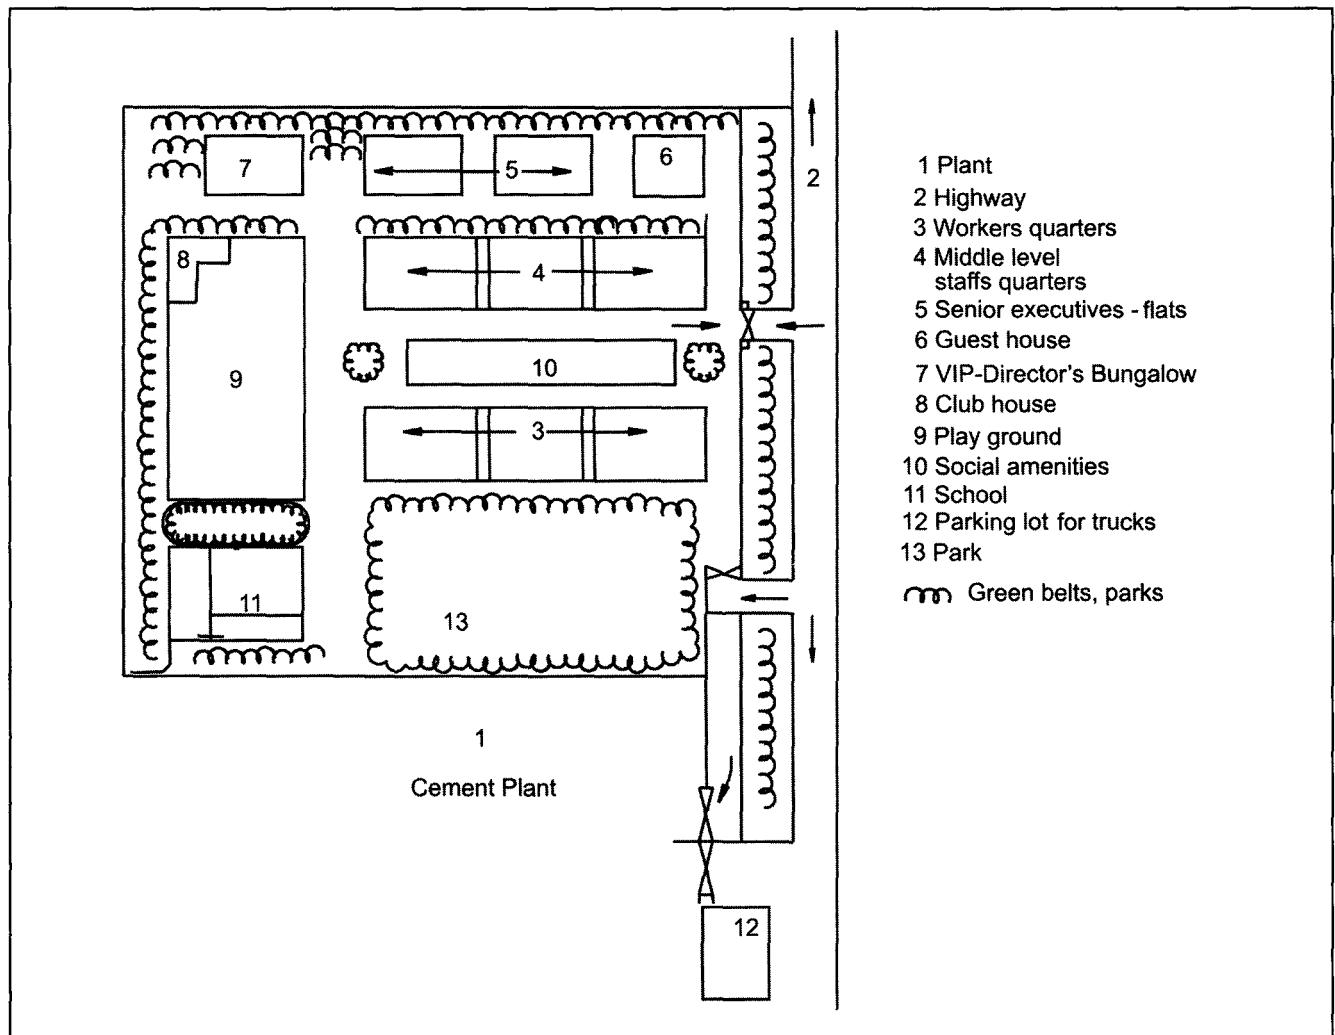 7
5
6
2
8
4
9
10
3
11
13
1
Cement Plant
12
1 Plant
2 Highway
3 Workers quarters
4 Middle level
staffs quarters
5 Senior executives - flats
6 Guest house
7 VIP-Director's Bungalow
8 Club house
9 Play ground
10 Social amenities
11 School
12 Parking lot for trucks
13 Park
Green belts, parks